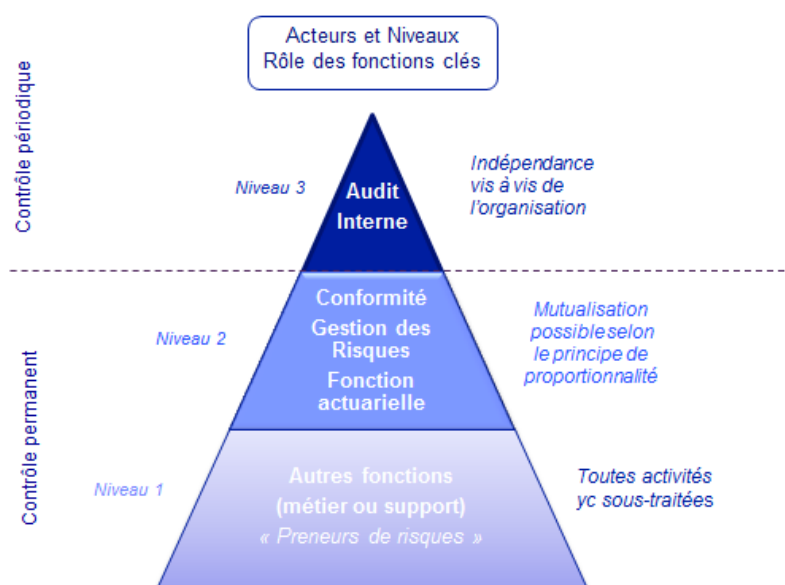 Acteurs et Niveaux
Rôle des fonctions clés
Contrôle périodique
Niveau 3
Audit
Interne
Indépendance
vis à vis de
l'organisation
Contrôle permanent
Niveau 2
Conformité
Gestion des
Risques
Fonction
actuarielle
Mutualisation
possible selon
le principe de
proportionnalité
Niveau 1
Autres fonctions
(métier ou support)
« Preneurs de risques »
Toutes activités
yc sous-traitées